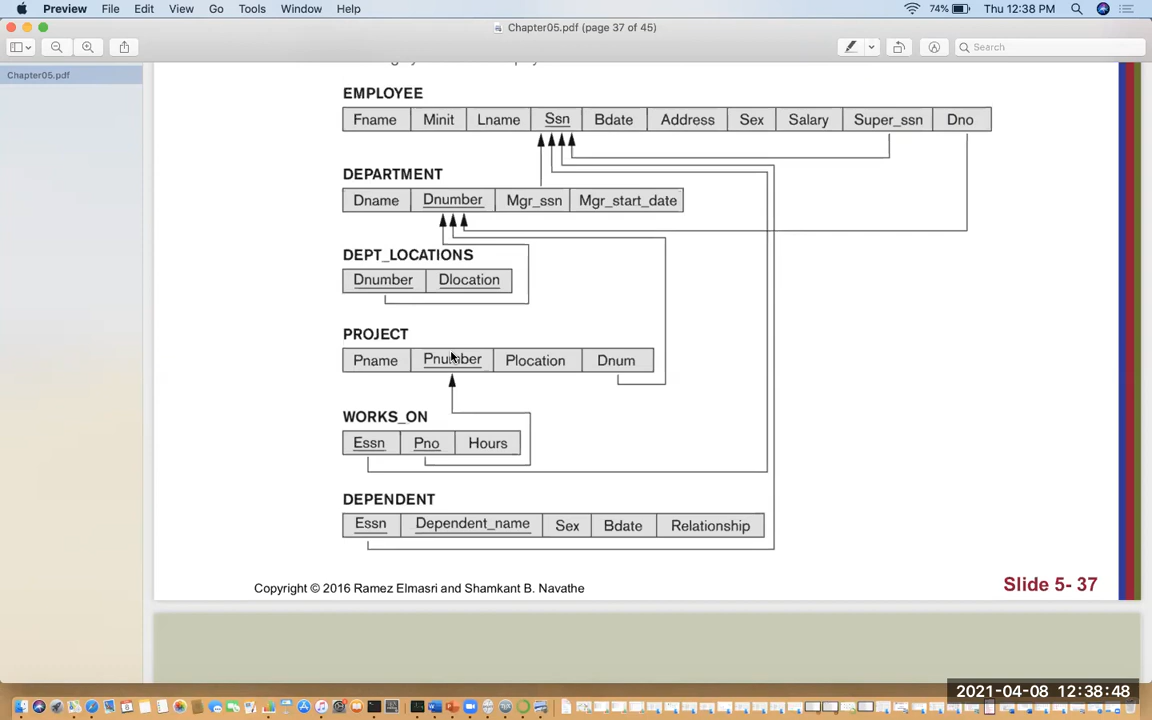 Preview File Edit View Go Tools Window Help 74% Thu 12:38 PM
Chapter05.pdf (page 37 of 45)
Search
Chapter05.pdf
EMPLOYEE
Fname Minit Lname Ssn Bdate Address Sex Salary Super_ssn Dno
DEPARTMENT
Dname Dnumber Mgr_ssn Mgr_start_date
DEPT_LOCATIONS
Dnumber Dlocation
PROJECT
Pname Pnumber Plocation Dnum
WORKS_ON
Essn Pno Hours
DEPENDENT
Essn Dependent_name Sex Bdate Relationship
Copyright © 2016 Ramez Elmasri and Shamkant B. Navathe
Slide 5- 37
2021-04-08 12:38:48